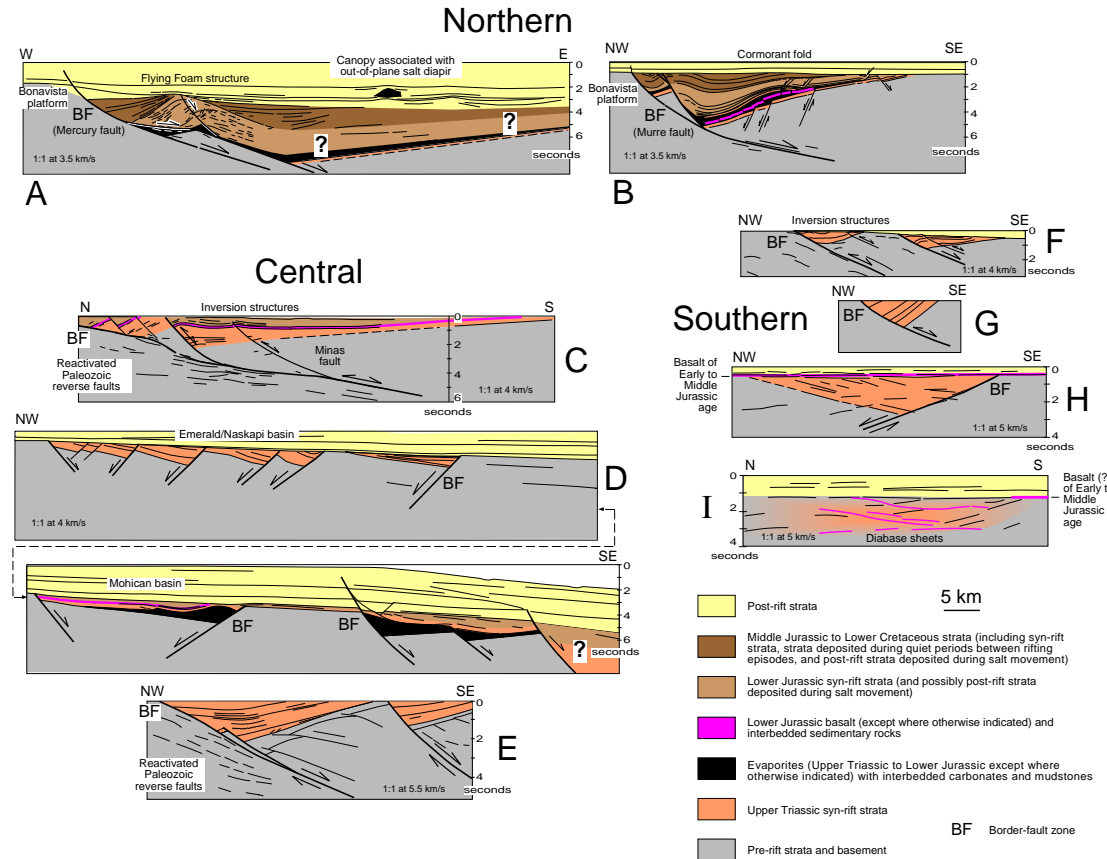 Northern
W
E
Flying Foam structure
Canopy associated with
out-of-plane salt diapir
Bonavista
platform
BF
(Mercury fault)
?
?
0
2
4
6
seconds
1:1 at 3.5 km/s
A
NW
SE
Cormorant fold
Bonavista
platform
BF
(Murre fault)
0
2
4
6
seconds
1:1 at 3.5 km/s
B
Central
N
S
Inversion structures
BF
Reactivated
Paleozoic
reverse faults
Minas
fault
0
2
4
6
seconds
1:1 at 4 km/s
C
NW
Emerald/Naskapi basin
BF
1:1 at 4 km/s
D
SE
Mohican basin
BF
BF
?
0
2
4
6
seconds
NW
SE
BF
Reactivated
Paleozoic
reverse faults
0
2
4
seconds
1:1 at 5.5 km/s
E
NW
SE
Inversion structures
BF
0
2
seconds
1:1 at 4 km/s
F
Southern
NW
SE
BF
G
Basalt of
Early to
Middle
Jurassic
age
NW
SE
BF
0
2
4
seconds
1:1 at 5 km/s
H
N
S
I
0
2
4
seconds
1:1 at 5 km/s
Diabase sheets
Basalt (?
of Early t
Middle
Jurassic
age
5 km
Post-rift strata
Middle Jurassic to Lower Cretaceous strata (including syn-rift
strata, strata deposited during quiet periods between rifting
episodes, and post-rift strata deposited during salt movement)
Lower Jurassic syn-rift strata (and possibly post-rift strata
deposited during salt movement)
Lower Jurassic basalt (except where otherwise indicated) and
interbedded sedimentary rocks
Evaporites (Upper Triassic to Lower Jurassic except where
otherwise indicated) with interbedded carbonates and mudstones
Upper Triassic syn-rift strata
BF Border-fault zone
Pre-rift strata and basement